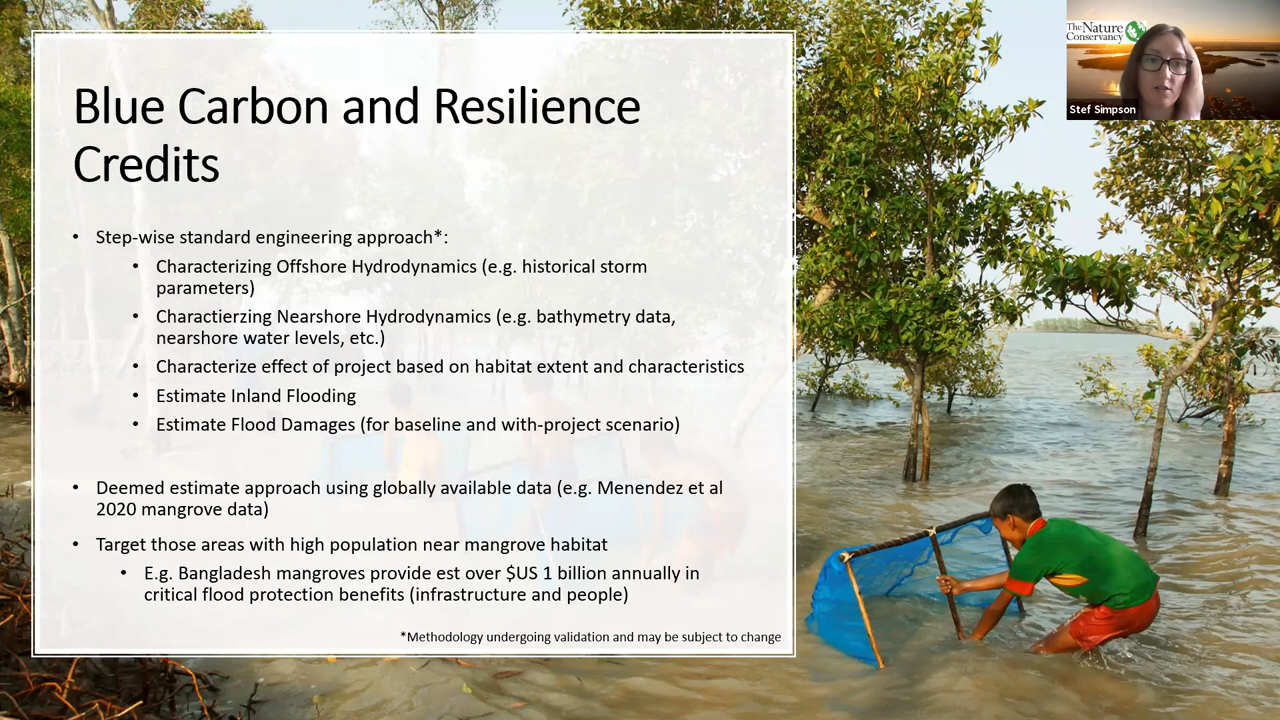 Blue Carbon and Resilience
Credits
• Step-wise standard engineering approach*:
• Characterizing Offshore Hydrodynamics (e.g. historical storm
parameters)
• Charactierzing Nearshore Hydrodynamics (e.g. bathymetry data,
nearshore water levels, etc.)
• Characterize effect of project based on habitat extent and characteristics
• Estimate Inland Flooding
• Estimate Flood Damages (for baseline and with-project scenario)
• Deemed estimate approach using globally available data (e.g. Menendez et al
2020 mangrove data)
• Target those areas with high population near mangrove habitat
• E.g. Bangladesh mangroves provide est over $US 1 billion annually in
critical flood protection benefits (infrastructure and people)
*Methodology undergoing validation and may be subject to change
The Nature
Conservancy
Stef Simpson